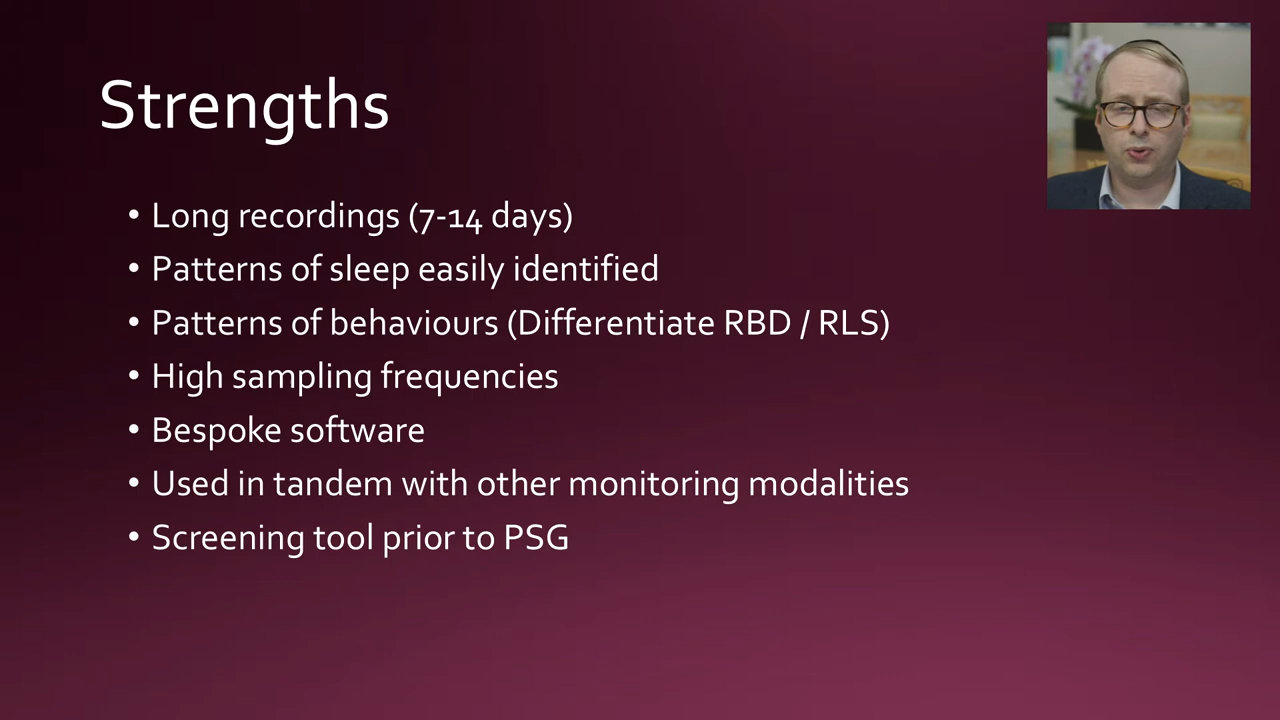 Strengths
• Long recordings (7-14 days)
• Patterns of sleep easily identified
• Patterns of behaviours (Differentiate RBD / RLS)
• High sampling frequencies
• Bespoke software
• Used in tandem with other monitoring modalities
• Screening tool prior to PSG